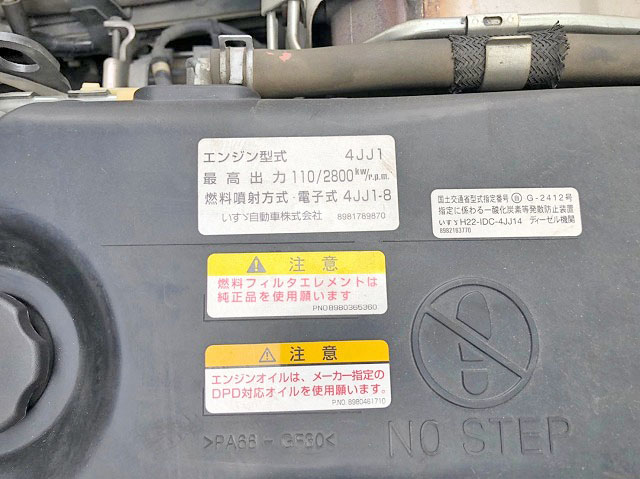 エンジン型式 4JJ1
最高出力 110/2800 kw/r.p.m.
燃料噴射方式・電子式 4JJ1-8
いすゞ自動車株式会社 8981789870
国土交通省型式指定番号 G-2412号
指定に係わる一酸化炭素等発散防止装置
いすゞ H22-IDC-4JJ14 ディーゼル機関
8982183770
注意
燃料フィルタエレメントは
純正品を使用願います
P.NO.8980365360
注意
エンジンオイルは、メーカー指定の
DPD対応オイルを使用願います。
P.NO. 8980461710
>PA66-GF30<
NO STEP